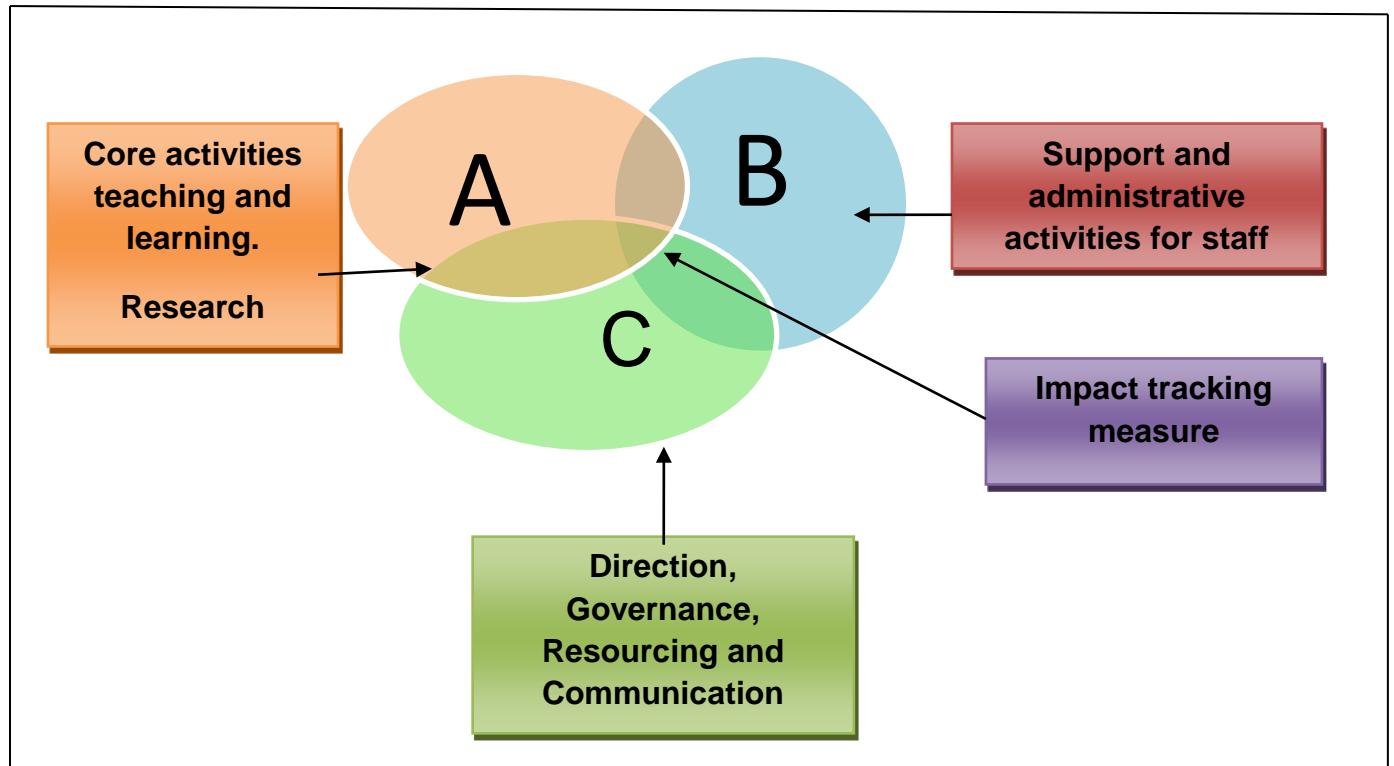 A
B
C
Core activities
teaching and
learning.
Research
Support and
administrative
activities for staff
Impact tracking
measure
Direction,
Governance,
Resourcing and
Communication